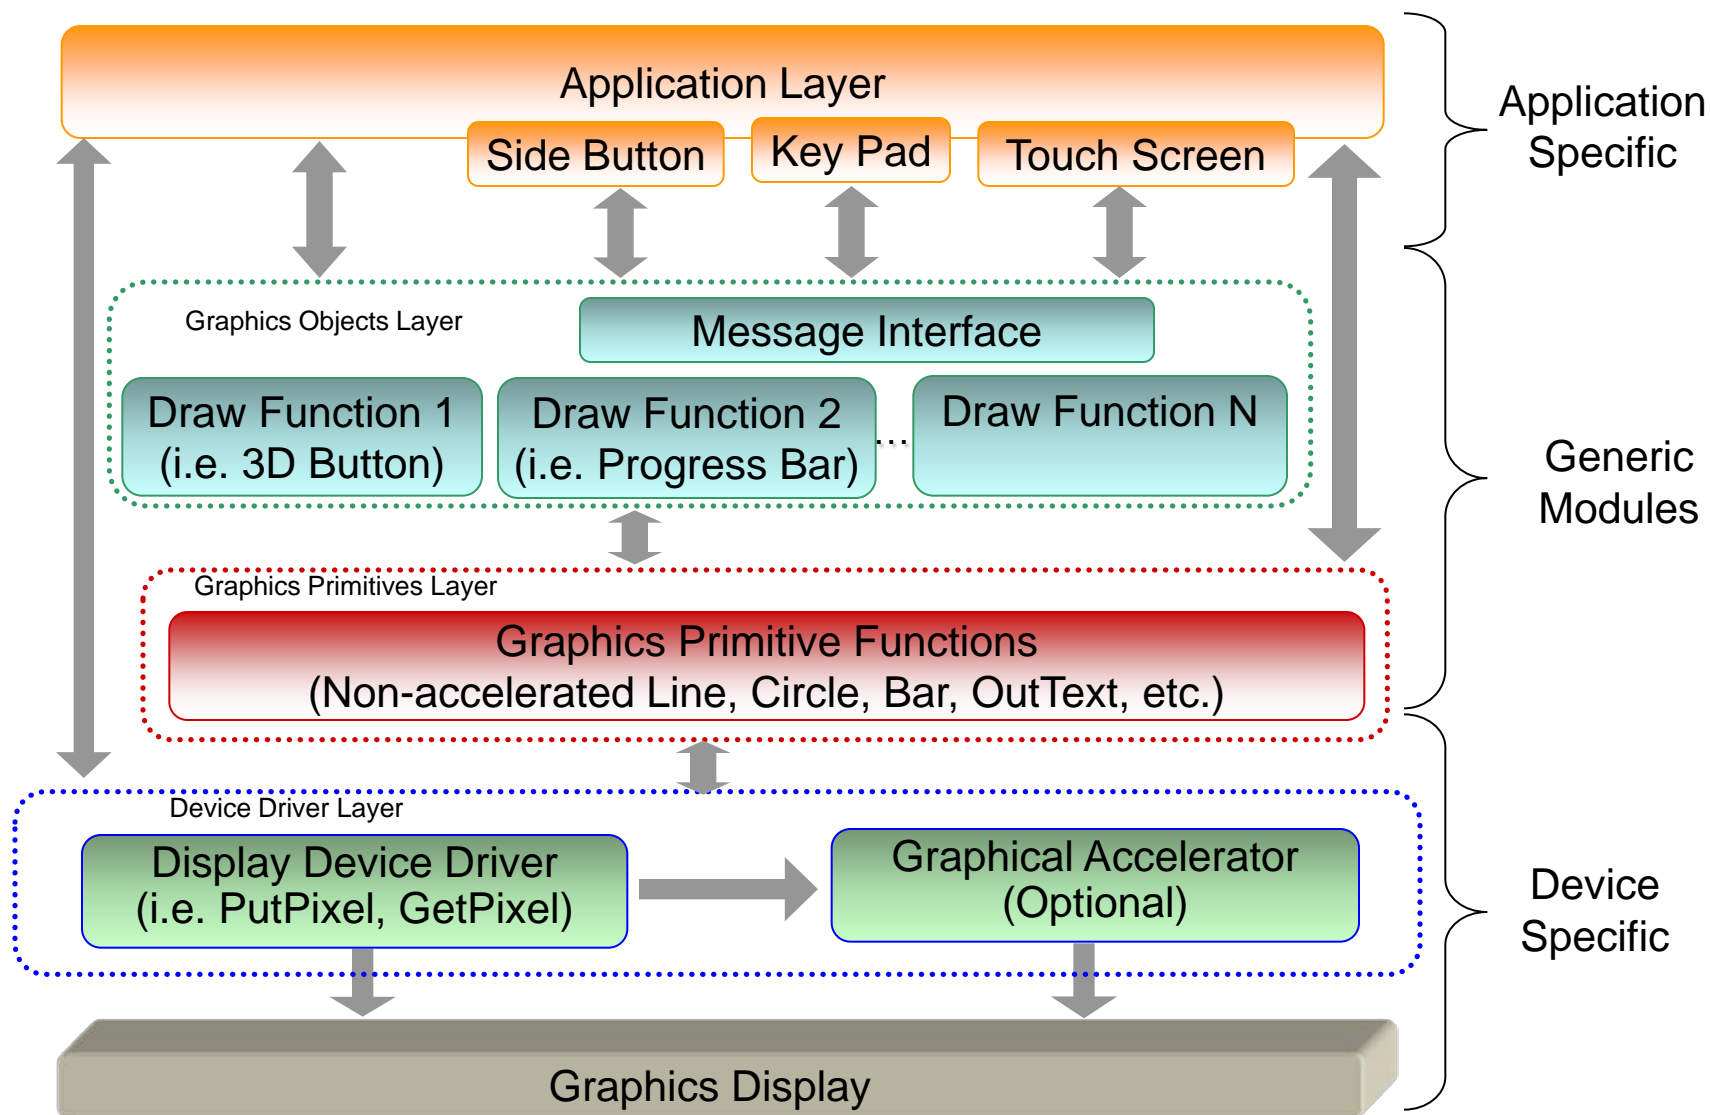 Application Layer
Side Button
Key Pad
Touch Screen
Application
Specific
Graphics Objects Layer
Message Interface
Draw Function 1
(i.e. 3D Button)
Draw Function 2
(i.e. Progress Bar)
...
Draw Function N
Generic
Modules
Graphics Primitives Layer
Graphics Primitive Functions
(Non-accelerated Line, Circle, Bar, OutText, etc.)
Device Driver Layer
Display Device Driver
(i.e. PutPixel, GetPixel)
Graphical Accelerator
(Optional)
Device
Specific
Graphics Display